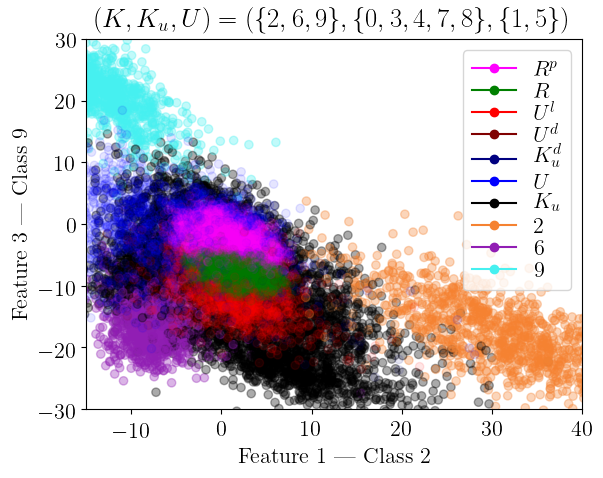 (K, K_u, U) = ({2, 6, 9}, {0, 3, 4, 7, 8}, {1, 5})
30
20
10
0
−10
−20
−30
Feature 3 — Class 9
R^p
R
U^l
U^d
K_u^d
U
K_u
2
6
9
−10
0
10
20
30
40
Feature 1 — Class 2